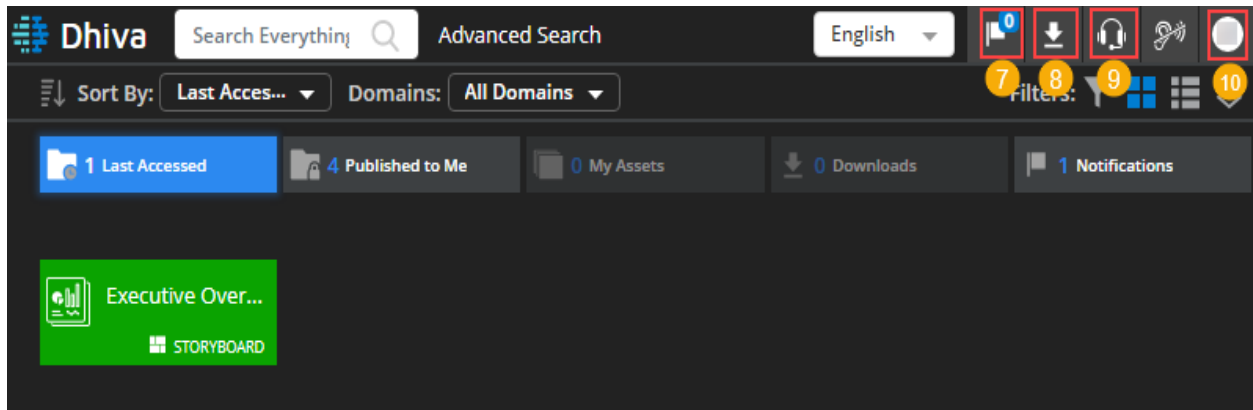 Dhiva Search Everything Advanced Search English 0
7 8 9 10
Sort By: Last Acces... Domains: All Domains Filters:
1 Last Accessed 4 Published to Me 0 My Assets 0 Downloads 1 Notifications
Executive Over...
STORYBOARD